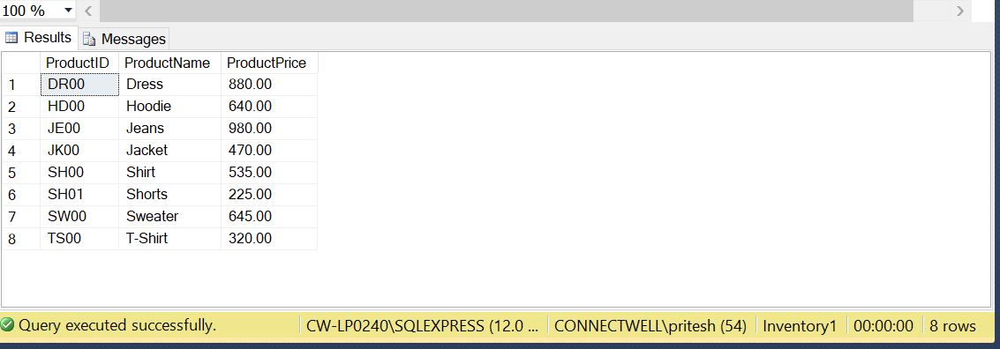 100 %
Results Messages
ProductID ProductName ProductPrice
1 DR00 Dress 880.00
2 HD00 Hoodie 640.00
3 JE00 Jeans 980.00
4 JK00 Jacket 470.00
5 SH00 Shirt 535.00
6 SH01 Shorts 225.00
7 SW00 Sweater 645.00
8 TS00 T-Shirt 320.00
Query executed successfully. CW-LP0240\SQLEXPRESS (12.0 ... CONNECTWELL\pritesh (54) Inventory1 00:00:00 8 rows